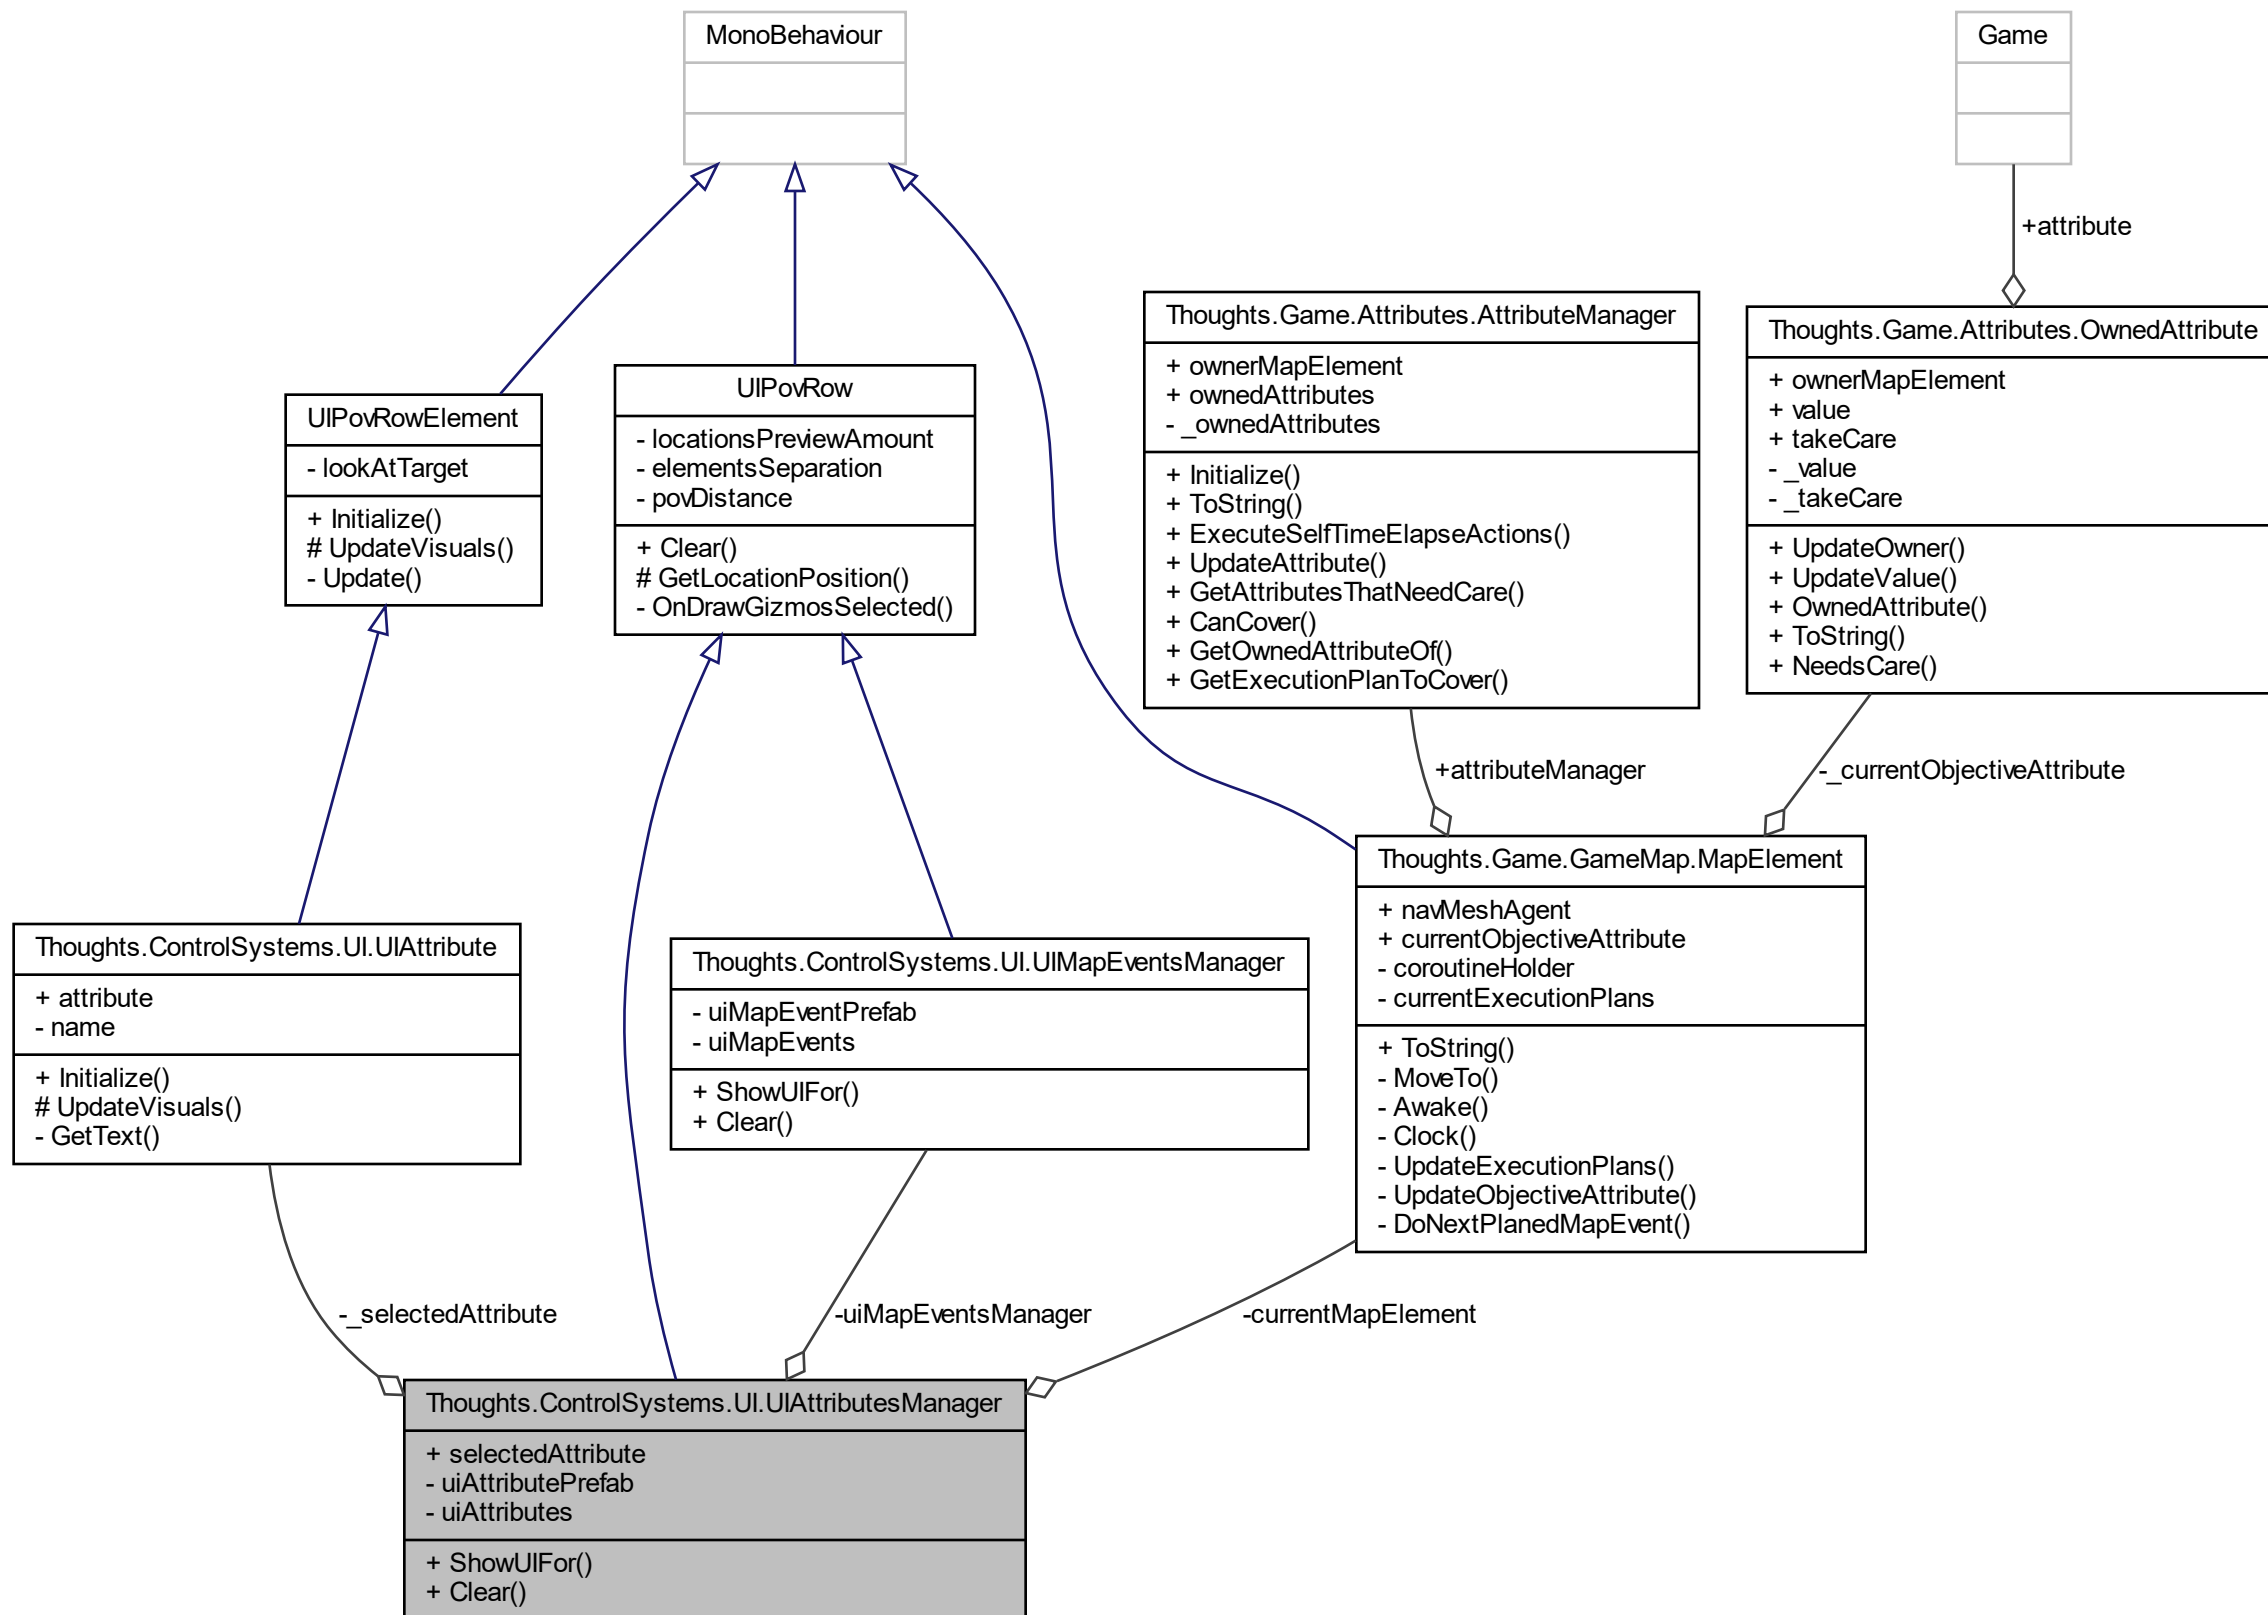 MonoBehaviour
Game
+attribute
Thoughts.Game.Attributes.AttributeManager
+ ownerMapElement
+ ownedAttributes
- _ownedAttributes
+ Initialize()
+ ToString()
+ ExecuteSelfTimeElapseActions()
+ UpdateAttribute()
+ GetAttributesThatNeedCare()
+ CanCover()
+ GetOwnedAttributeOf()
+ GetExecutionPlanToCover()
Thoughts.Game.Attributes.OwnedAttribute
+ ownerMapElement
+ value
+ takeCare
- _value
- _takeCare
+ UpdateOwner()
+ UpdateValue()
+ OwnedAttribute()
+ ToString()
+ NeedsCare()
UIPovRowElement
- lookAtTarget
+ Initialize()
# UpdateVisuals()
- Update()
UIPovRow
- locationsPreviewAmount
- elementsSeparation
- povDistance
+ Clear()
# GetLocationPosition()
- OnDrawGizmosSelected()
+attributeManager
-_currentObjectiveAttribute
Thoughts.ControlSystems.UI.UIAttribute
+ attribute
- name
+ Initialize()
# UpdateVisuals()
- GetText()
Thoughts.ControlSystems.UI.UIMapEventsManager
- uiMapEventPrefab
- uiMapEvents
+ ShowUIFor()
+ Clear()
Thoughts.Game.GameMap.MapElement
+ navMeshAgent
+ currentObjectiveAttribute
- coroutineHolder
- currentExecutionPlans
+ ToString()
- MoveTo()
- Awake()
- Clock()
- UpdateExecutionPlans()
- UpdateObjectiveAttribute()
- DoNextPlanedMapEvent()
-_selectedAttribute
-uiMapEventsManager
-currentMapElement
Thoughts.ControlSystems.UI.UIAttributesManager
+ selectedAttribute
- uiAttributePrefab
- uiAttributes
+ ShowUIFor()
+ Clear()